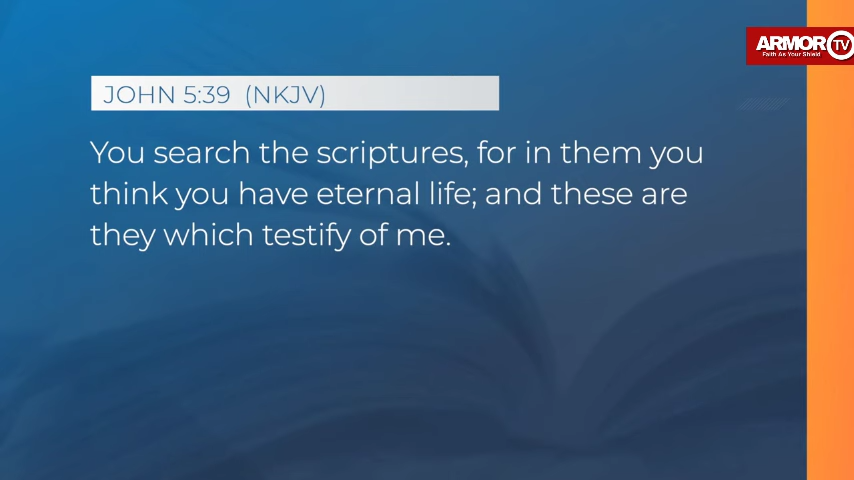 ARMOR TV
Faith As Your Shield
JOHN 5:39 (NKJV)
You search the scriptures, for in them you
think you have eternal life; and these are
they which testify of me.